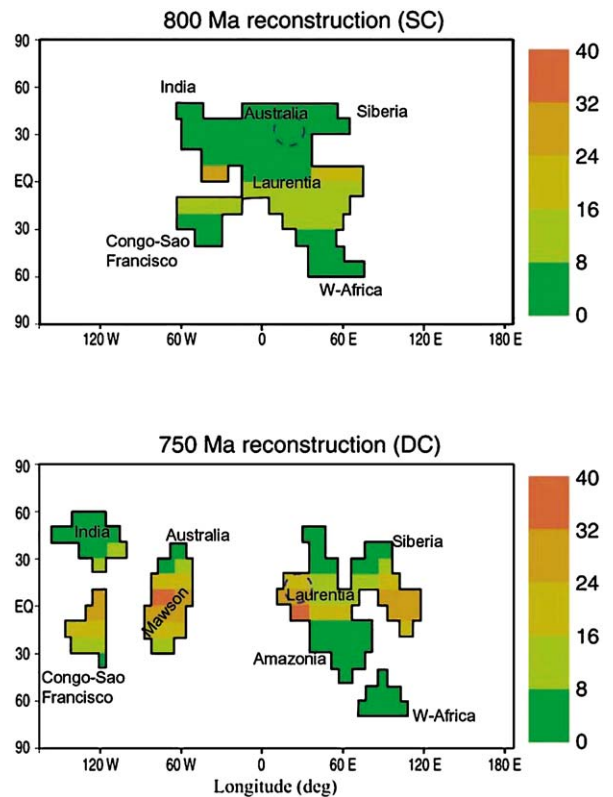 800 Ma reconstruction (SC)
90
60
30
EQ
30
60
90
India
Australia
Siberia
Laurentia
Congo-Sao
Francisco
W-Africa
120 W
60 W
0
60 E
120 E
180 E
40
32
24
16
8
0
750 Ma reconstruction (DC)
90
60
30
EQ
30
60
90
India
Australia
Siberia
Mawson
Laurentia
Amazonia
Congo-Sao
Francisco
W-Africa
120 W
60 W
0
60 E
120 E
180 E
Longitude (deg)
40
32
24
16
8
0